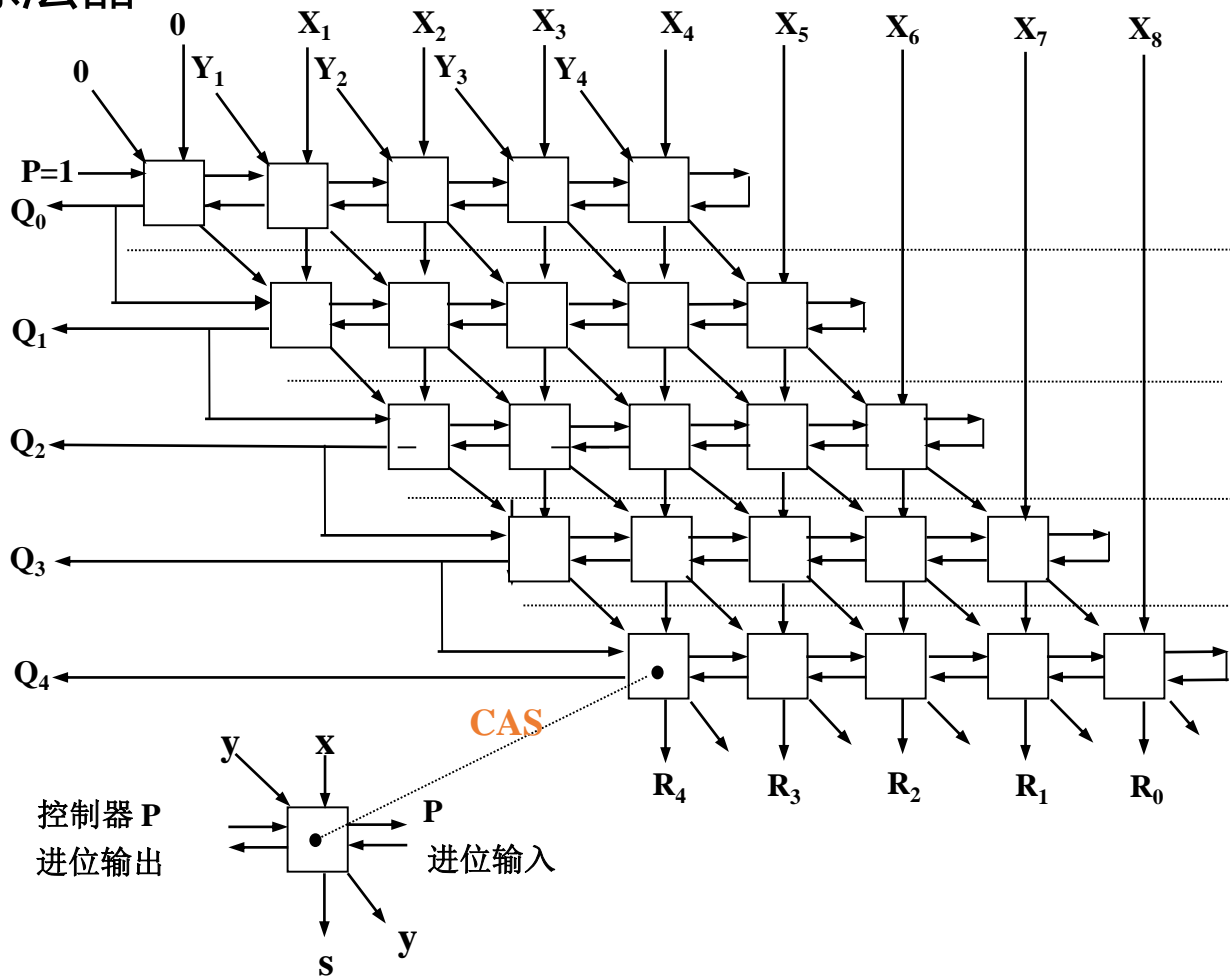 0 X₁ X₂ X₃ X₄ X₅ X₆ X₇ X₈
0 Y₁ Y₂ Y₃ Y₄
P=1
Q₀
Q₁
Q₂
Q₃
Q₄
CAS
R₄ R₃ R₂ R₁ R₀
y x
控制器 P P
进位输出 进位输入
s y